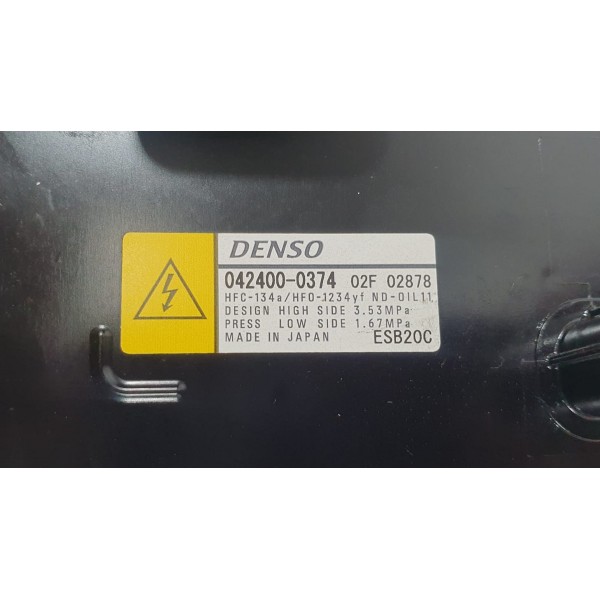 DENSO
042400-0374 02F 02878
HFC-134a/HFO-1234yf ND-OIL11
DESIGN HIGH SIDE 3.53MPa
PRESS LOW SIDE 1.67MPa
MADE IN JAPAN ESB20C